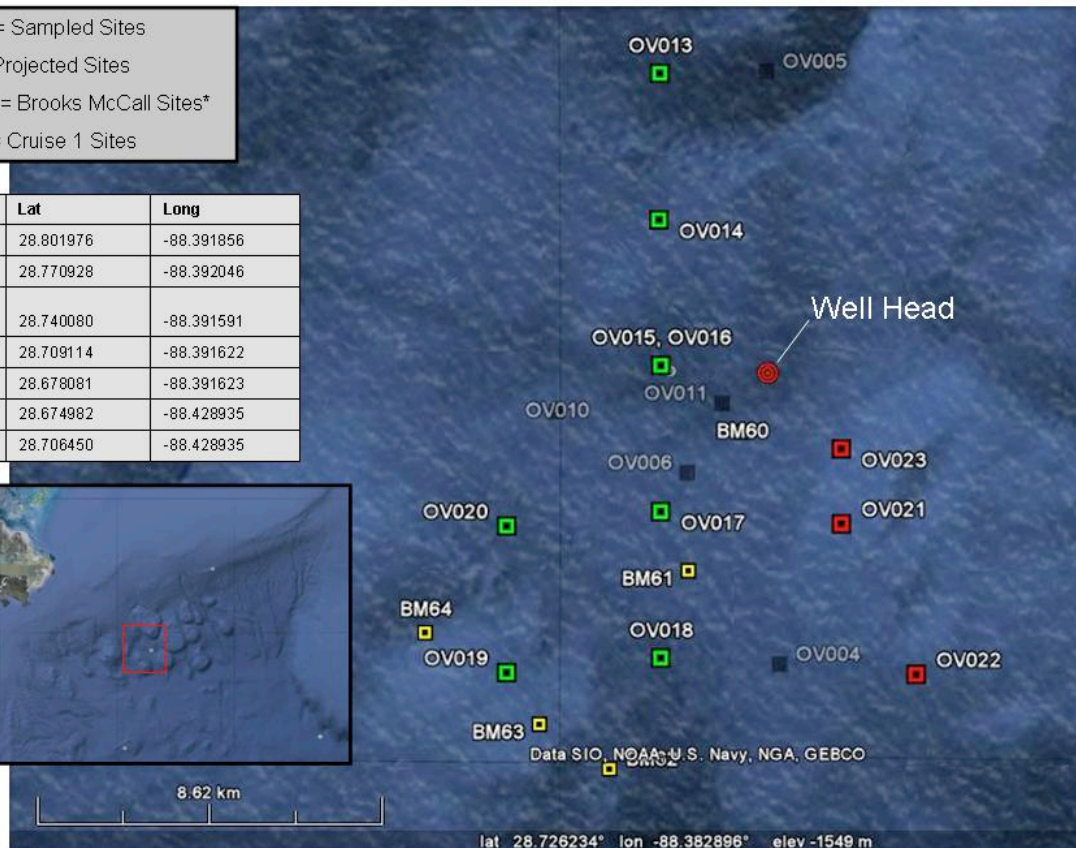 = Sampled Sites
Projected Sites
= Brooks McCall Sites*
Cruise 1 Sites
Lat Long
28.801976 -88.391856
28.770928 -88.392046
28.740080 -88.391591
28.709114 -88.391622
28.678081 -88.391623
28.674982 -88.428935
28.706450 -88.428935
OV013
OV005
OV014
Well Head
OV015, OV016
OV011
OV010
BM60
OV023
OV006
OV020
OV017
OV021
BM61
BM64
OV018
OV019
OV004
OV022
BM63
BM62
Data SIO, NOAA, U.S. Navy, NGA, GEBCO
8.62 km
lat 28.726234° lon -88.382896° elev -1549 m